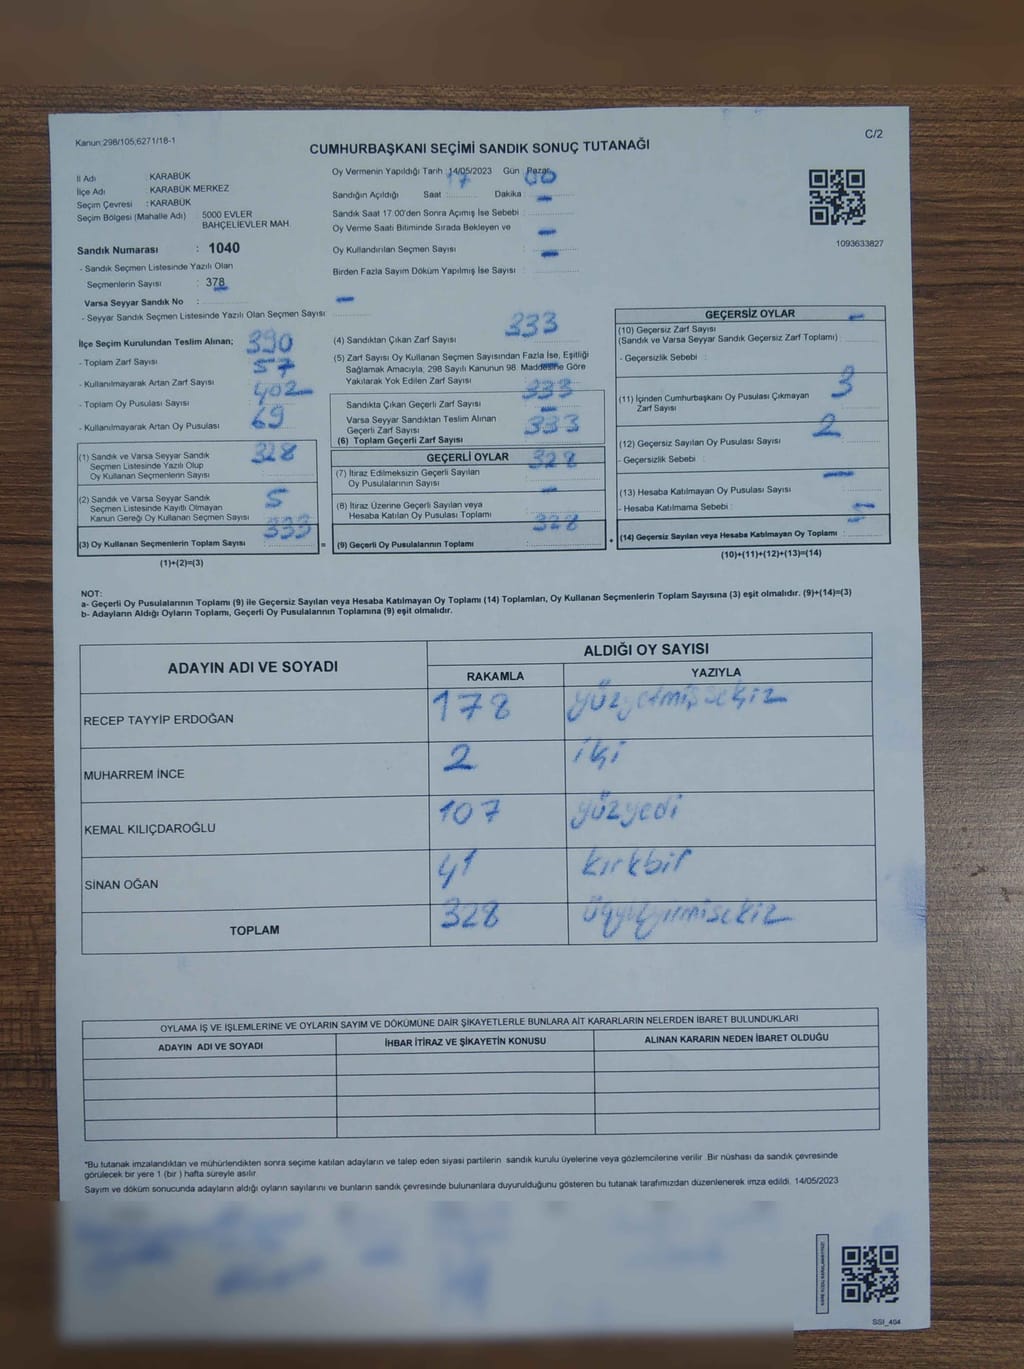 Kanun:298/105,6271/18-1
C/2
CUMHURBAŞKANI SEÇİMİ SANDIK SONUÇ TUTANAĞI
İl Adı KARABÜK
İlçe Adı KARABÜK MERKEZ
Seçim Çevresi : KARABÜK
Seçim Bölgesi (Mahalle Adı) : 5000 EVLER
BAHÇELİEVLER MAH.
Sandık Numarası : 1040
- Sandık Seçmen Listesinde Yazılı Olan
Seçmenlerin Sayısı : 378
Varsa Seyyar Sandık No :
- Seyyar Sandık Seçmen Listesinde Yazılı Olan Seçmen Sayısı : -
Oy Vermenin Yapıldığı Tarih :14/05/2023 Gün : Pazar
Sandığın Açıldığı Saat : 17 Dakika : 00
Sandık Saat 17.00'den Sonra Açılmış İse Sebebi : -
Oy Verme Saati Bitiminde Sırada Bekleyen ve
Oy Kullandırılan Seçmen Sayısı : -
Birden Fazla Sayım Döküm Yapılmış İse Sayısı : -
1093633827
İlçe Seçim Kurulundan Teslim Alınan;
- Toplam Zarf Sayısı : 390
- Kullanılmayarak Artan Zarf Sayısı : 57
- Toplam Oy Pusulası Sayısı : 402
- Kullanılmayarak Artan Oy Pusulası : 69
(1) Sandık ve Varsa Seyyar Sandık
Seçmen Listesinde Yazılı Olup
Oy Kullanan Seçmenlerin Sayısı : 328
(2) Sandık ve Varsa Seyyar Sandık
Seçmen Listesinde Kayıtlı Olmayan
Kanun Gereği Oy Kullanan Seçmen Sayısı : 5
(3) Oy Kullanan Seçmenlerin Toplam Sayısı : 333
(1)+(2)=(3)
(4) Sandıktan Çıkan Zarf Sayısı : 333
(5) Zarf Sayısı Oy Kullanan Seçmen Sayısından Fazla İse, Eşitliği
Sağlamak Amacıyla, 298 Sayılı Kanunun 98. Maddesine Göre
Yakılarak Yok Edilen Zarf Sayısı : -
Sandıkta Çıkan Geçerli Zarf Sayısı : 333
Varsa Seyyar Sandıktan Teslim Alınan
Geçerli Zarf Sayısı : -
(6) Toplam Geçerli Zarf Sayısı : 333
GEÇERLİ OYLAR
(7) İtiraz Edilmeksizin Geçerli Sayılan
Oy Pusulalarının Sayısı : 328
(8) İtiraz Üzerine Geçerli Sayılan veya
Hesaba Katılan Oy Pusulası Toplamı : -
= (9) Geçerli Oy Pusulalarının Toplamı : 328
GEÇERSİZ OYLAR
(10) Geçersiz Zarf Sayısı
(Sandık ve Varsa Seyyar Sandık Geçersiz Zarf Toplamı) : -
- Geçersizlik Sebebi :
(11) İçinden Cumhurbaşkanı Oy Pusulası Çıkmayan
Zarf Sayısı : 3
(12) Geçersiz Sayılan Oy Pusulası Sayısı : 2
- Geçersizlik Sebebi :
(13) Hesaba Katılmayan Oy Pusulası Sayısı : -
- Hesaba Katılmama Sebebi :
+ (14) Geçersiz Sayılan veya Hesaba Katılmayan Oy Toplamı : 5
(10)+(11)+(12)+(13)=(14)
NOT:
a- Geçerli Oy Pusulalarının Toplamı (9) ile Geçersiz Sayılan veya Hesaba Katılmayan Oy Toplamı (14) Toplamları, Oy Kullanan Seçmenlerin Toplam Sayısına (3) eşit olmalıdır. (9)+(14)=(3)
b- Adayların Aldığı Oyların Toplamı, Geçerli Oy Pusulalarının Toplamına (9) eşit olmalıdır.
ADAYIN ADI VE SOYADI
ALDIĞI OY SAYISI
RAKAMLA YAZIYLA
RECEP TAYYİP ERDOĞAN 178 yüzyetmişsekiz
MUHARREM İNCE 2 iki
KEMAL KILIÇDAROĞLU 107 yüzyedi
SİNAN OĞAN 41 kırkbir
TOPLAM 328 üçyüzyirmisekiz
OYLAMA İŞ VE İŞLEMLERİNE VE OYLARIN SAYIM VE DÖKÜMÜNE DAİR ŞİKAYETLERLE BUNLARA AİT KARARLARIN NELERDEN İBARET BULUNDUKLARI
ADAYIN ADI VE SOYADI İHBAR İTİRAZ VE ŞİKAYETİN KONUSU ALINAN KARARIN NEDEN İBARET OLDUĞU
"Bu tutanak imzalandıktan ve mühürlendikten sonra seçime katılan adayların ve talep eden siyasi partilerin sandık kurulu üyelerine veya gözlemcilerine verilir .Bir nüshası da sandık çevresinde
görülecek bir yere 1 (bir ) hafta süreyle asılır.
Sayım ve döküm sonucunda adayların aldığı oyların sayılarını ve bunların sandık çevresinde bulunanlara duyurulduğunu gösteren bu tutanak tarafımızdan düzenlenerek imza edildi. 14/05/2023
SSI_404